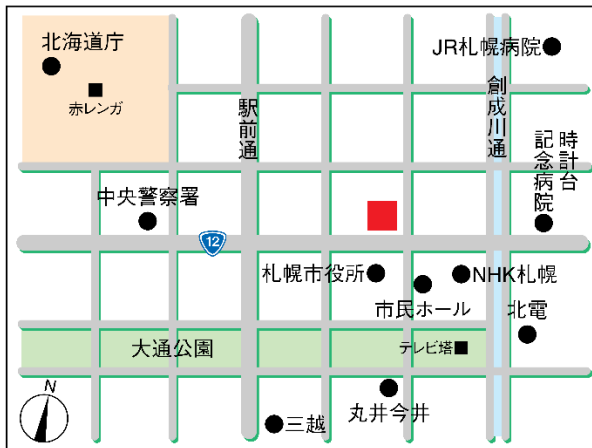 北海道庁
赤レンガ
JR札幌病院
駅前通
創成川通
時計台
記念病院
中央警察署
12
札幌市役所
NHK札幌
市民ホール
北電
大通公園
テレビ塔
丸井今井
三越
N